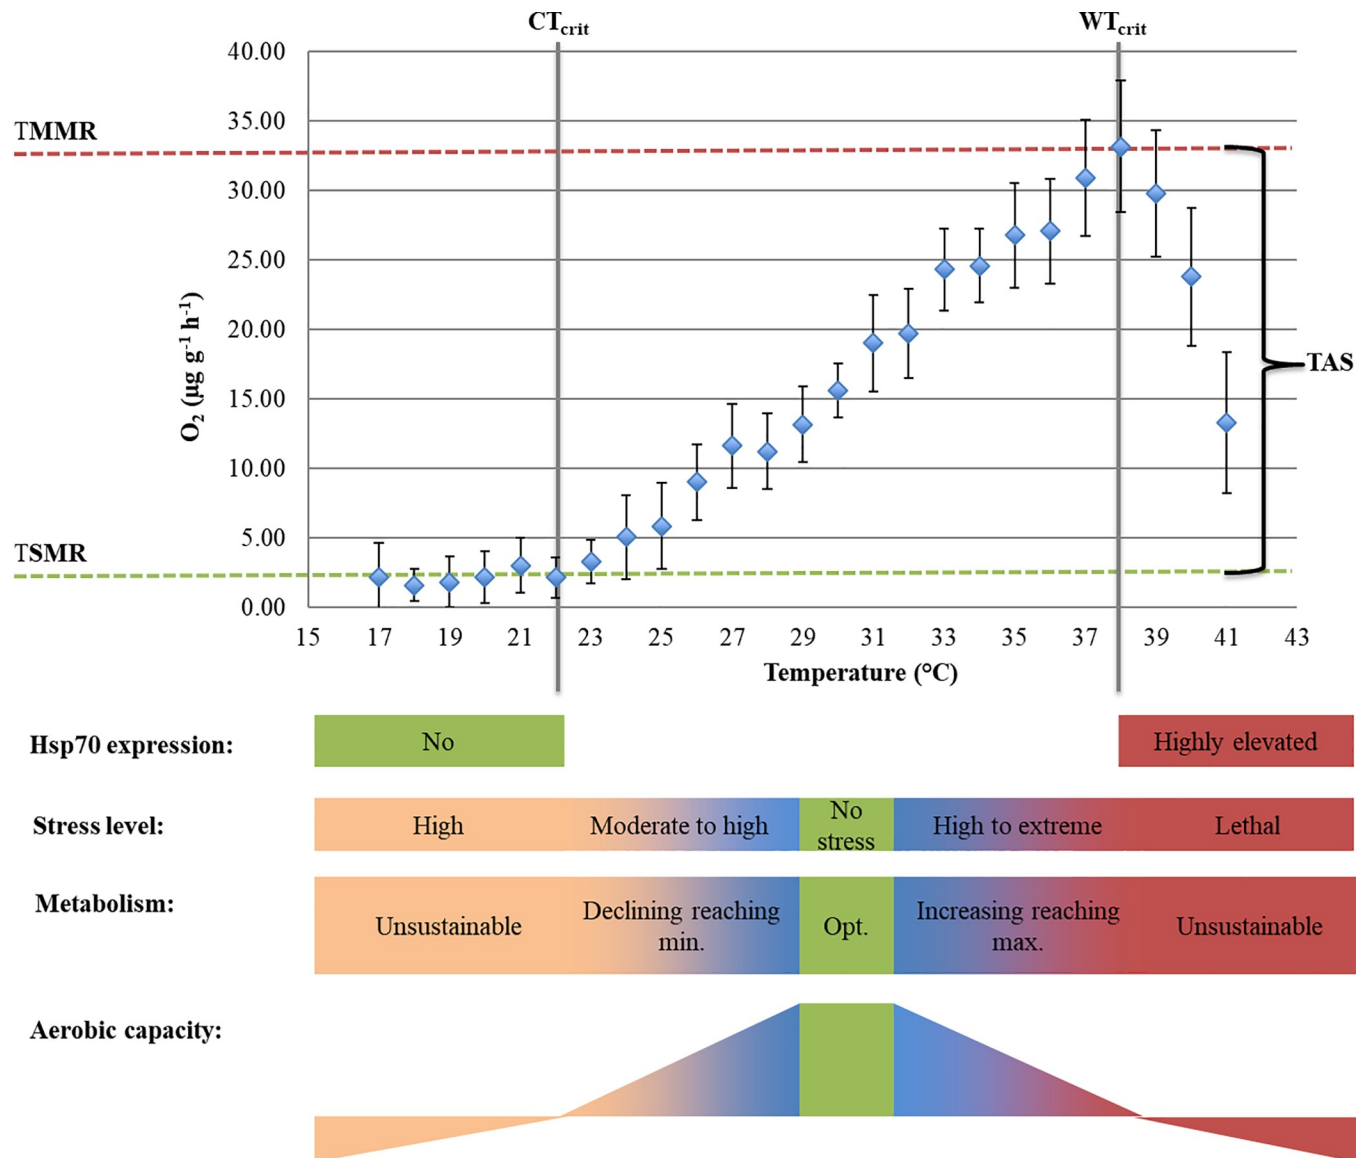 CTcrit WTcrit
40.00
35.00
TMMR
30.00
25.00
20.00
15.00
10.00
5.00
TSMR
0.00
O2 (µg g-1 h-1)
TAS
15 17 19 21 23 25 27 29 31 33 35 37 39 41 43
Temperature (°C)
Hsp70 expression: No Highly elevated
Stress level: High Moderate to high No stress High to extreme Lethal
Metabolism: Unsustainable Declining reaching min. Opt. Increasing reaching max. Unsustainable
Aerobic capacity: